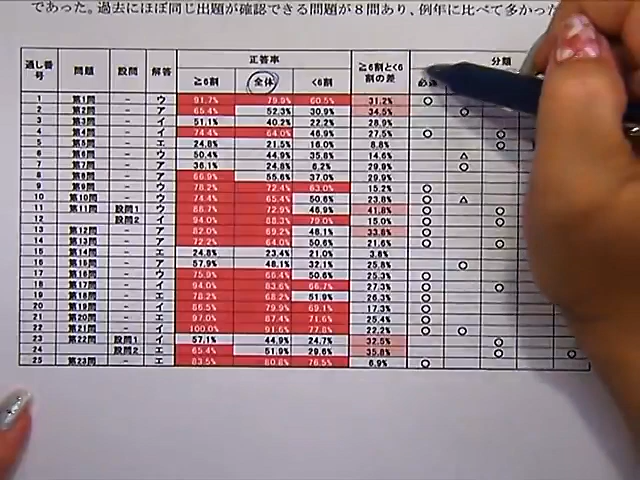 であった。過去にほぼ同じ出題が確認できる問題が8問あり、例年に比べて多かった
通し番号 問題 設問 解答 正答率 ≧6割と<6割の差 分類
≧6割 全体 <6割 必
1 第1問 - ウ 91.7% 79.9% 60.5% 31.2% ○
2 第2問 - ア 65.4% 52.3% 30.9% 34.5% ○
3 第3問 - イ 51.1% 40.2% 22.2% 28.9%
4 第4問 - イ 74.4% 64.0% 46.9% 27.5% ○ ○
5 第5問 - エ 24.8% 21.5% 16.0% 8.8% ○
6 第6問 - ウ 50.4% 44.9% 35.8% 14.6% △
7 第7問 - ア 36.1% 24.8% 6.2% 29.9% ○
8 第8問 - ア 66.9% 55.6% 37.0% 29.9%
9 第9問 - ウ 78.2% 72.4% 63.0% 15.2% ○
10 第10問 - ウ 74.4% 65.4% 50.6% 23.8% ○ △
11 第11問 設問1 ウ 88.7% 72.9% 46.9% 41.8% ○ ○
12 設問2 イ 94.0% 88.3% 79.0% 15.0% ○ ○
13 第12問 - ア 82.0% 69.2% 48.1% 33.8% ○ ○
14 第13問 - イ 72.2% 64.0% 50.6% 21.6% ○ ○
15 第14問 - エ 24.8% 23.4% 21.0% 3.8%
16 第15問 - ア 57.9% 48.1% 32.1% 25.8% ○
17 第16問 - ウ 75.9% 66.4% 50.6% 25.3% ○
18 第17問 - イ 94.0% 83.6% 66.7% 27.3% ○ ○
19 第18問 - エ 78.2% 68.2% 51.9% 26.3% ○
20 第19問 - イ 86.5% 79.9% 69.1% 17.3% ○
21 第20問 - エ 97.0% 87.4% 71.6% 25.4% ○
22 第21問 - イ 100.0% 91.6% 77.8% 22.2% ○ ○
23 第22問 設問1 イ 57.1% 44.9% 24.7% 32.5% ○
24 設問2 エ 65.4% 51.9% 29.6% 35.8% ○ ○
25 第23問 - エ 83.5% 80.8% 76.5% 6.9% ○